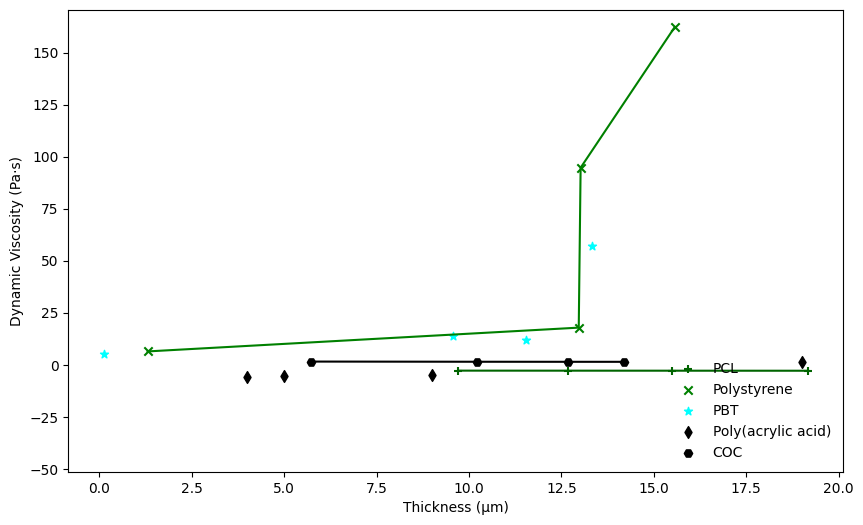 150
125
100
75
50
25
0
−25
−50
Dynamic Viscosity (Pa·s)
PCL
Polystyrene
PBT
Poly(acrylic acid)
COC
0.0 2.5 5.0 7.5 10.0 12.5 15.0 17.5 20.0
Thickness (μm)